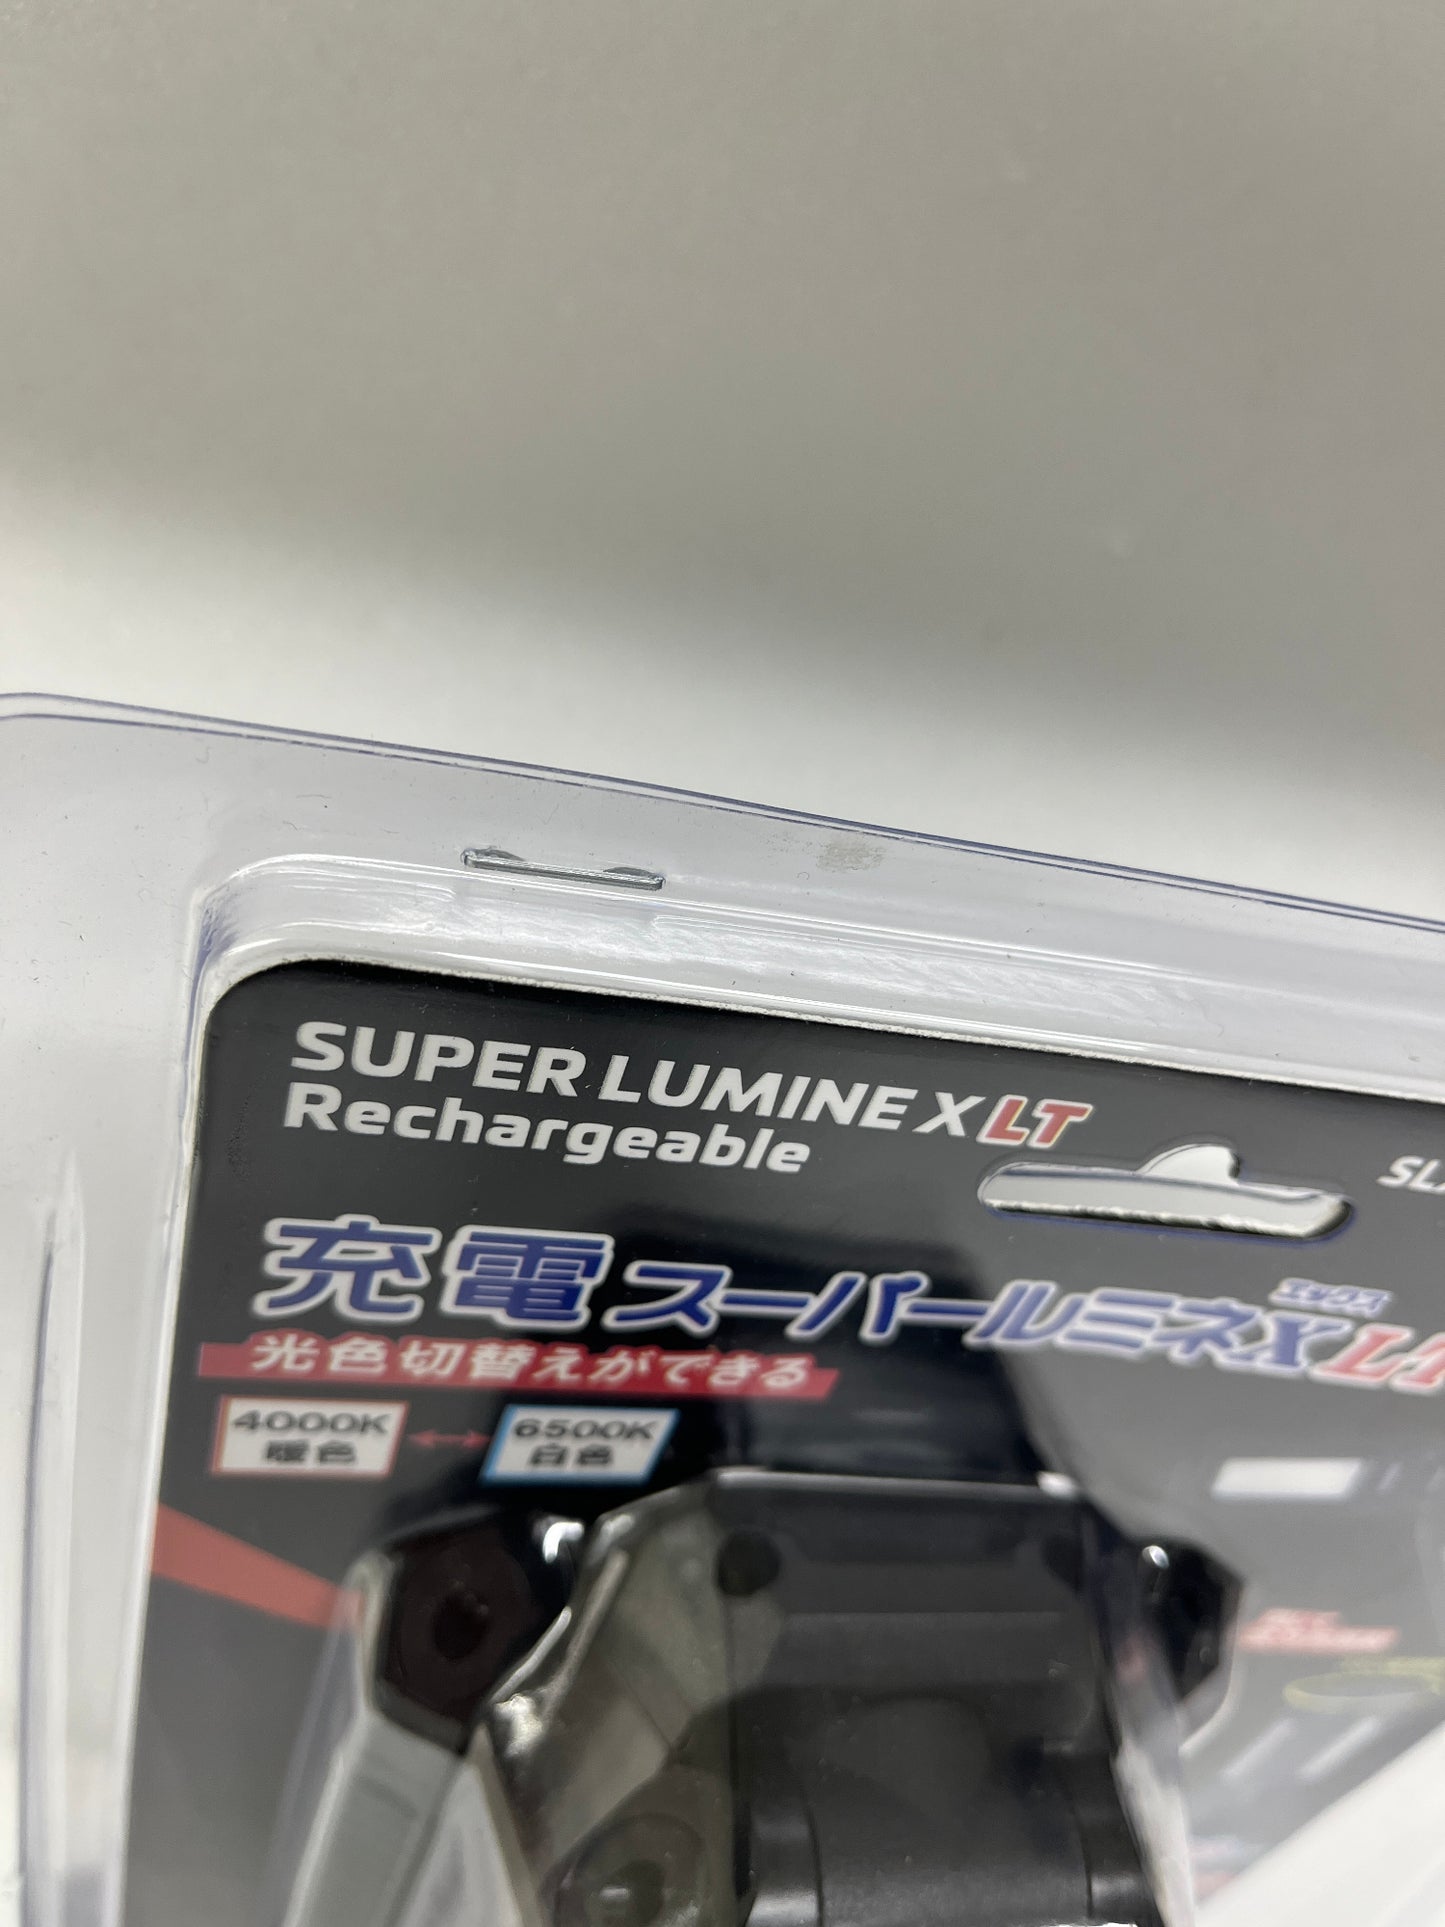 SUPER LUMINE X LT
Rechargeable
エックス
充電スーパールミネX LT
光色切替えができる
4000K
暖色
6500K
白色